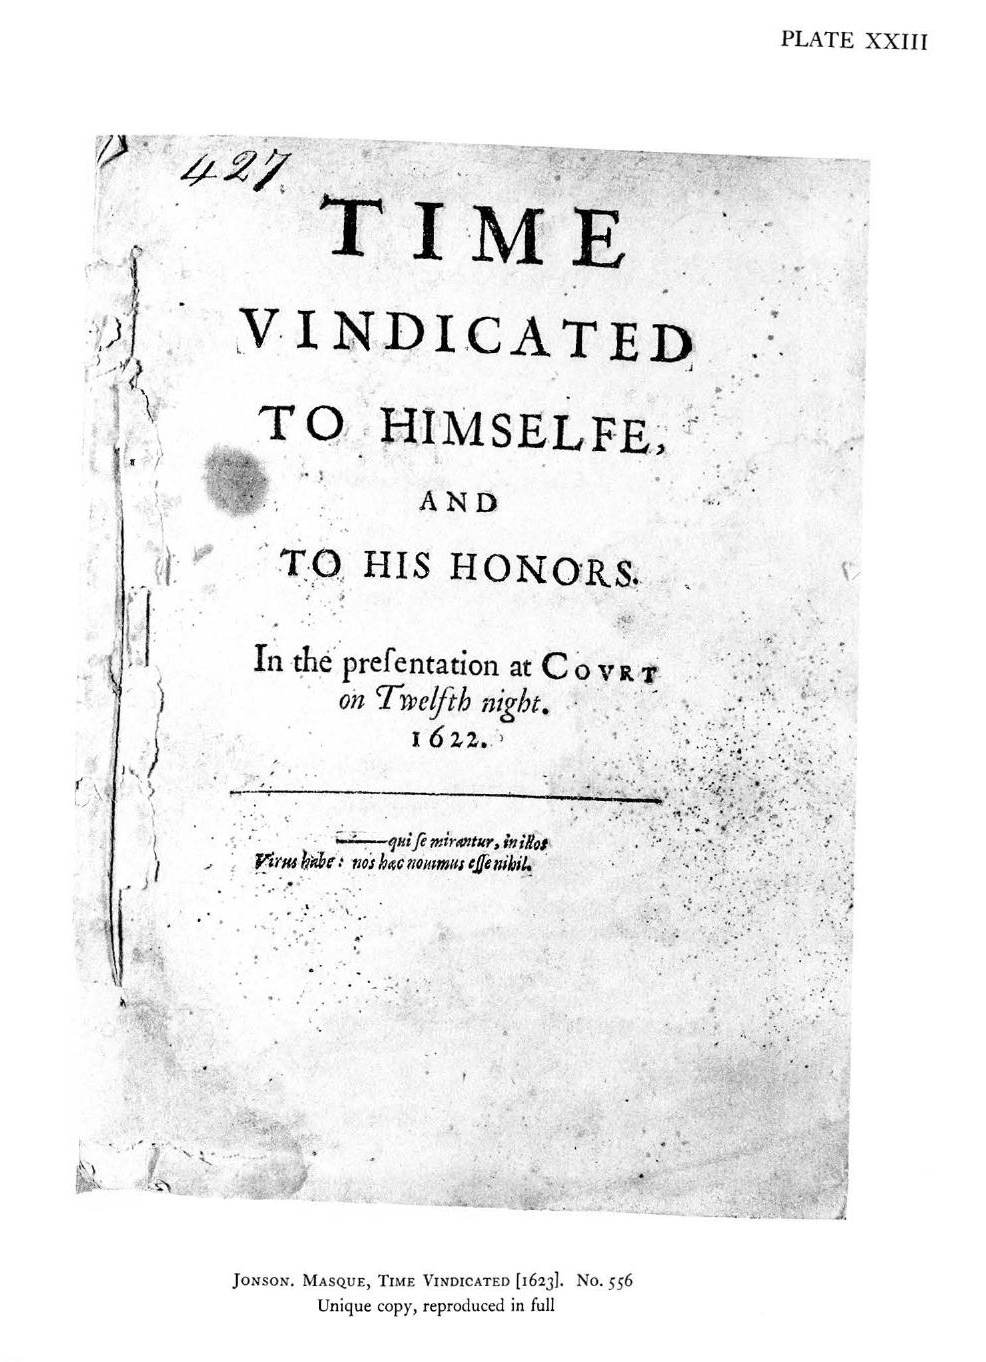 PLATE XXIII
427
TIME
VINDICATED
TO HIMSELFE,
AND
TO HIS HONORS.
In the preſentation at COVRT
on Twelfth night.
1622.
——qui ſe mirantur, in illos
Virus habe: nos hæc nouimus eſſe nihil.
JONSON. MASQUE, TIME VINDICATED [1623]. No. 556
Unique copy, reproduced in full